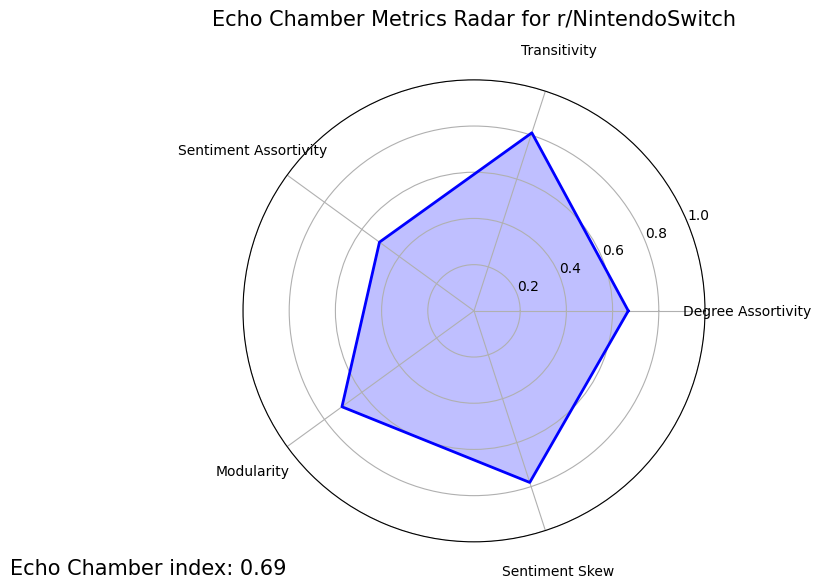 Echo Chamber Metrics Radar for r/NintendoSwitch
Transitivity
Sentiment Assortivity
1.0
0.8
0.6
0.4
0.2
Degree Assortivity
Modularity
Sentiment Skew
Echo Chamber index: 0.69